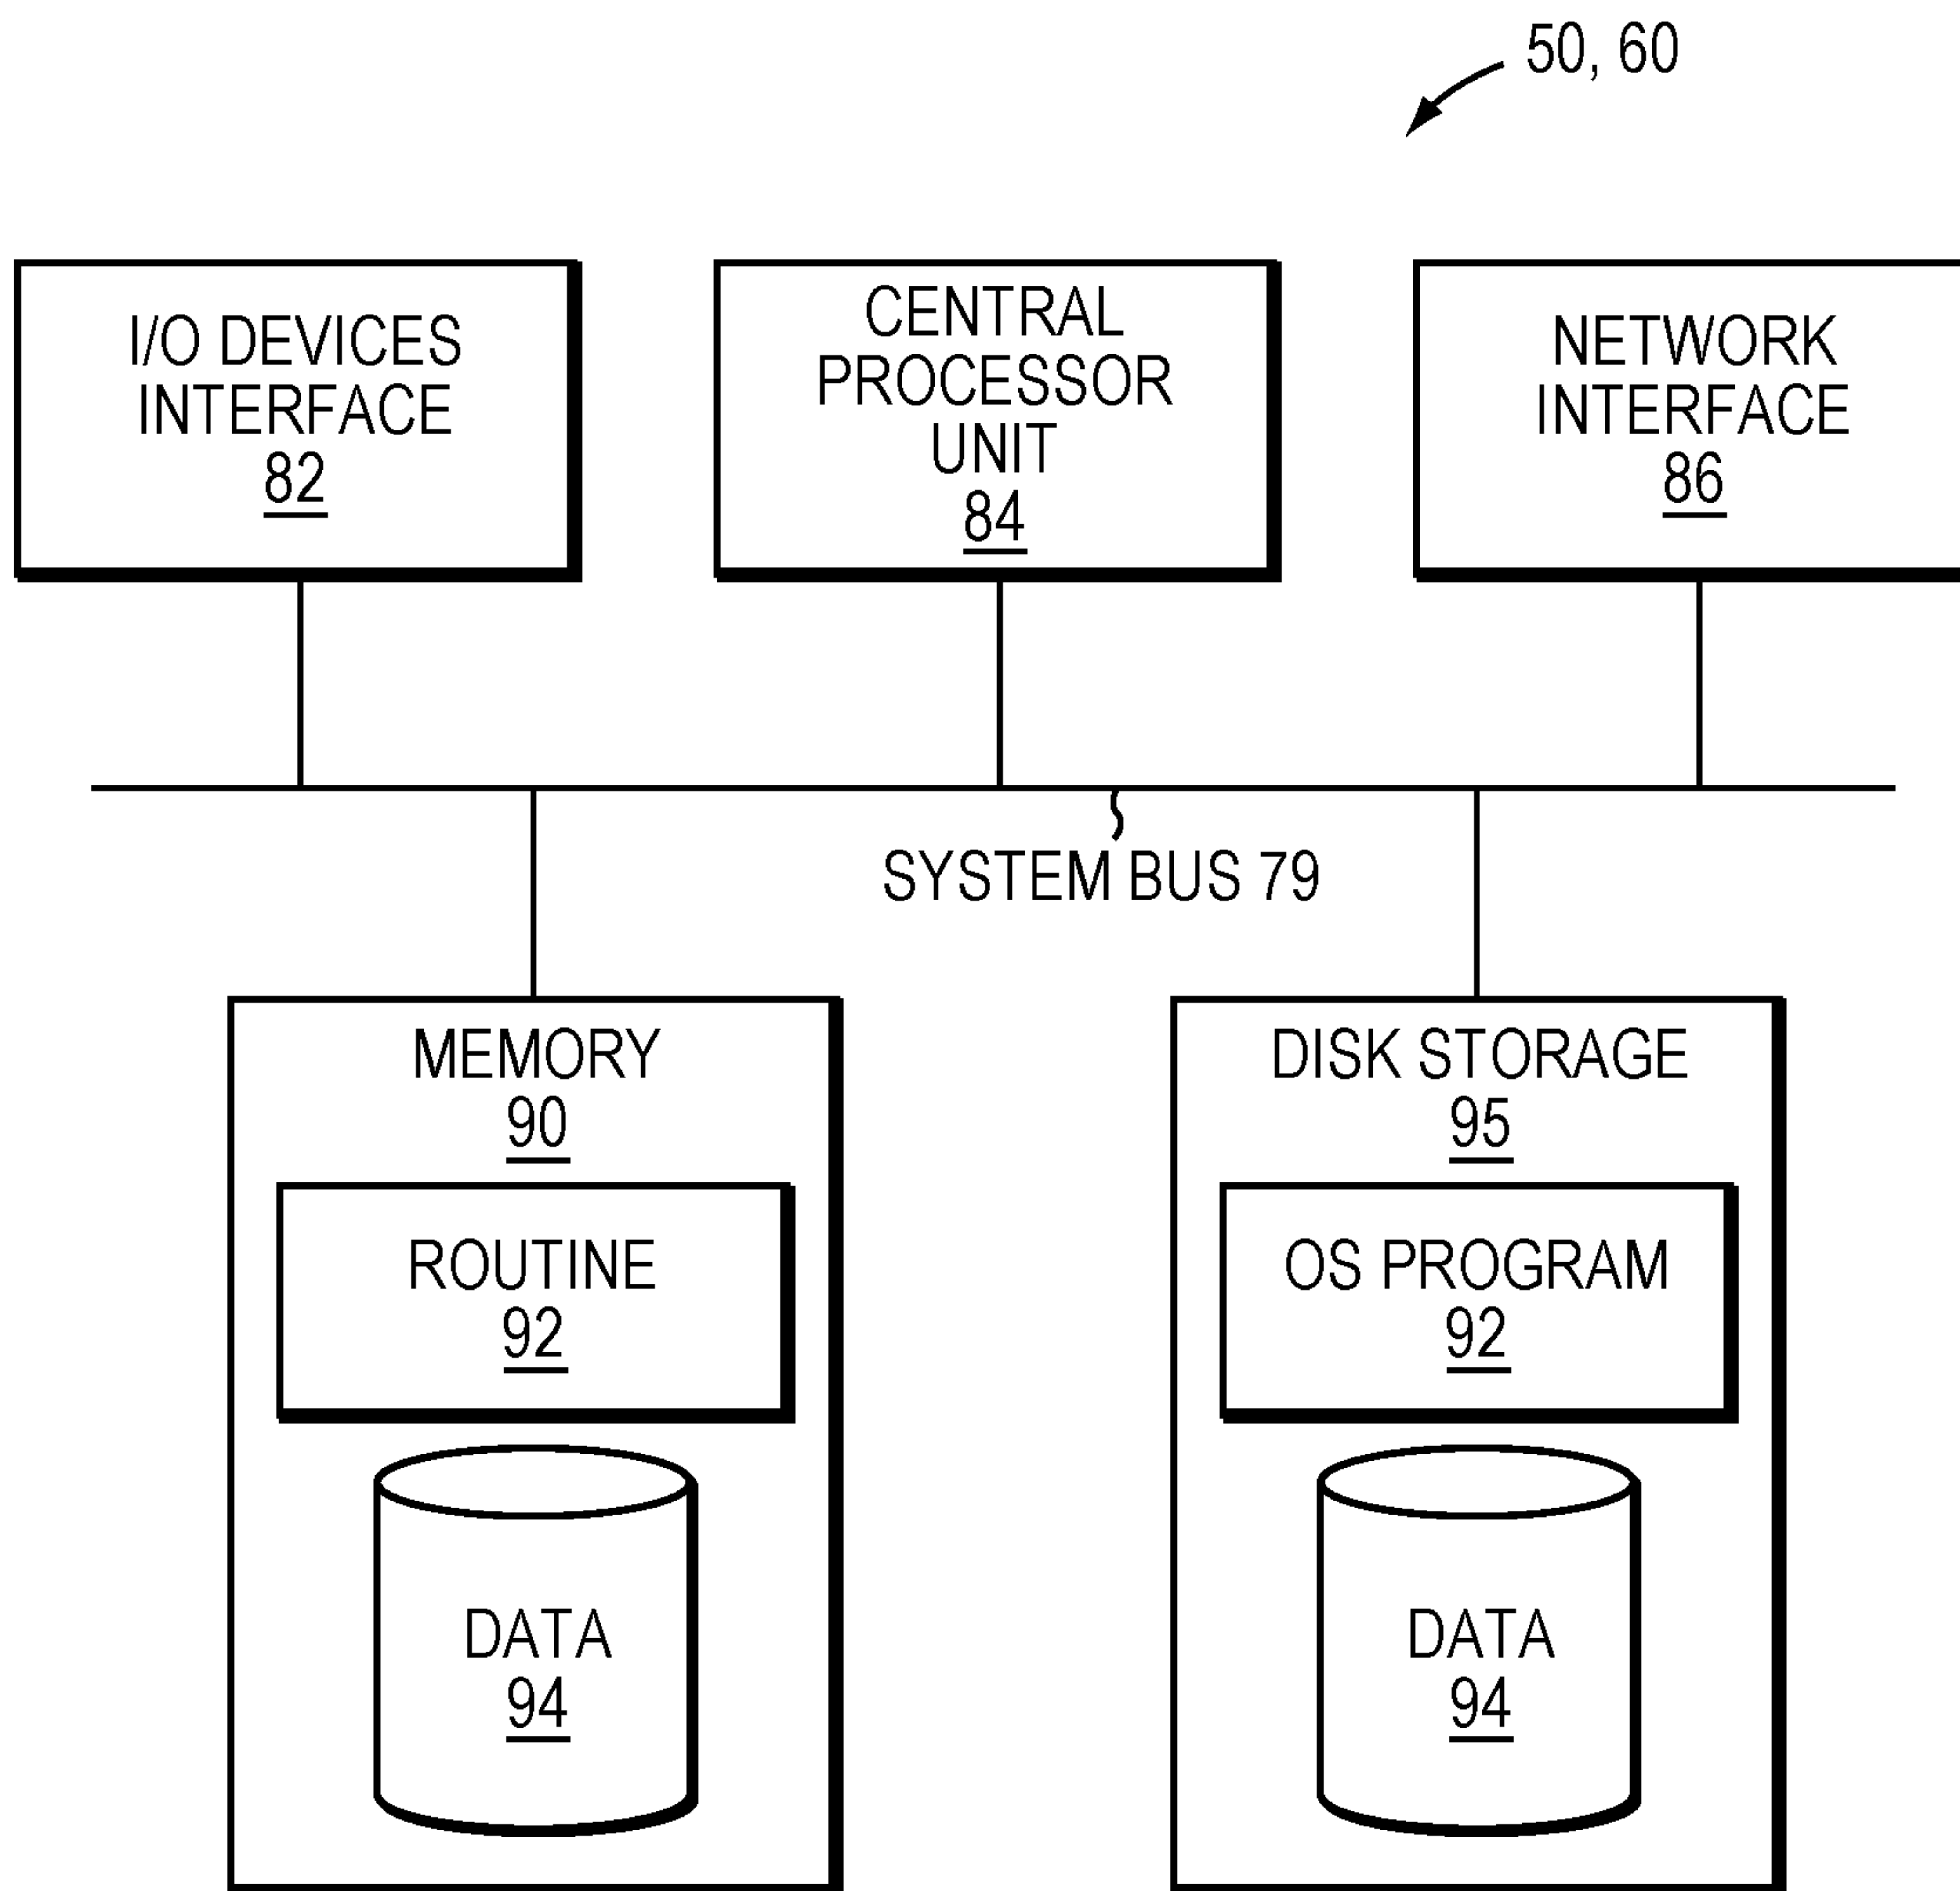 50, 60
I/O DEVICES
INTERFACE
82
CENTRAL
PROCESSOR
UNIT
84
NETWORK
INTERFACE
86
SYSTEM BUS 79
MEMORY
90
ROUTINE
92
DATA
94
DISK STORAGE
95
OS PROGRAM
92
DATA
94